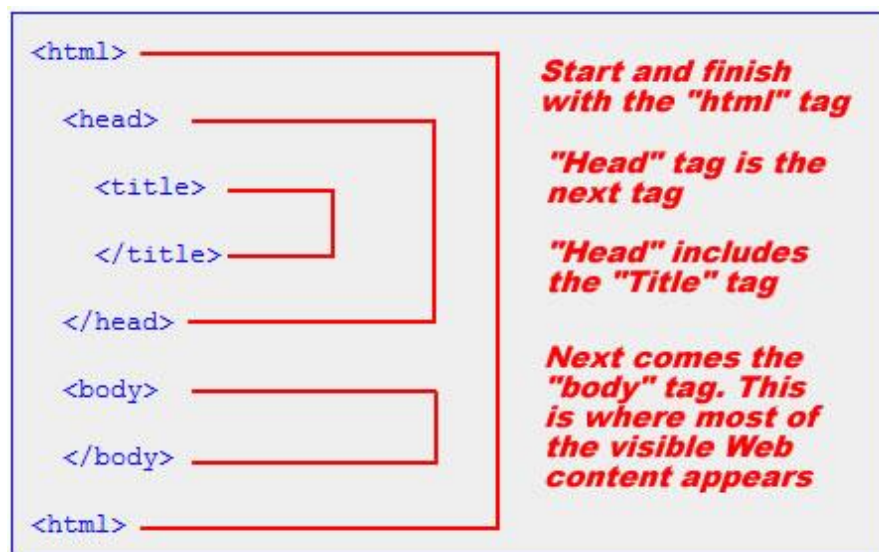 <html>
<head>
<title>
</title>
</head>
<body>
</body>
<html>
Start and finish
with the "html" tag
"Head" tag is the
next tag
"Head" includes
the "Title" tag
Next comes the
"body" tag. This
is where most of
the visible Web
content appears